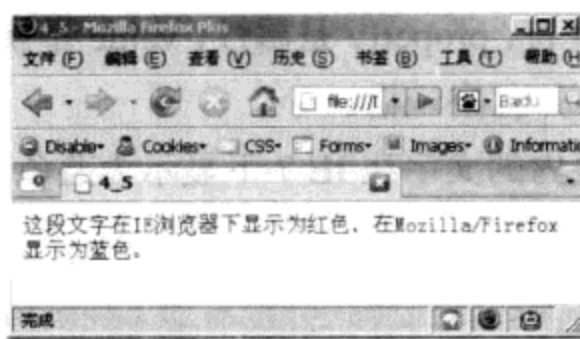 4_5 - Mozilla Firefox Plus
文件(F) 编辑(E) 查看(V) 历史(S) 书签(B) 工具(T) 帮助(H
file:///I Baidu
Disable Cookies CSS Forms Images Informatic
4_5
这段文字在IE浏览器下显示为红色，在Mozilla/Firefox
显示为蓝色。
完成